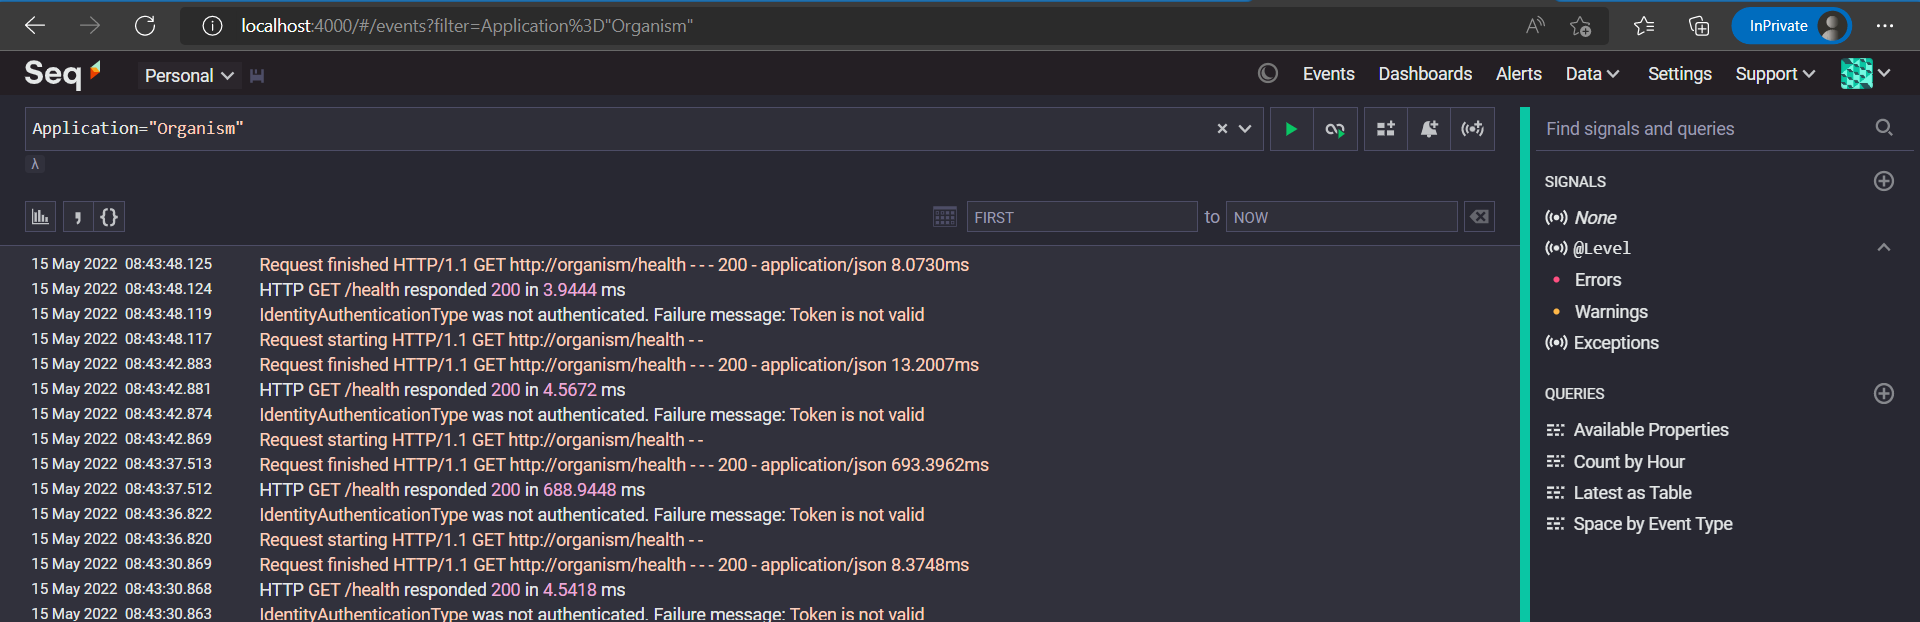 localhost:4000/#/events?filter=Application%3D"Organism"
InPrivate
Seq
Personal
Events
Dashboards
Alerts
Data
Settings
Support
Application="Organism"
λ
FIRST
to
NOW
15 May 2022 08:43:48.125 Request finished HTTP/1.1 GET http://organism/health - - - 200 - application/json 8.0730ms
15 May 2022 08:43:48.124 HTTP GET /health responded 200 in 3.9444 ms
15 May 2022 08:43:48.119 IdentityAuthenticationType was not authenticated. Failure message: Token is not valid
15 May 2022 08:43:48.117 Request starting HTTP/1.1 GET http://organism/health - -
15 May 2022 08:43:42.883 Request finished HTTP/1.1 GET http://organism/health - - - 200 - application/json 13.2007ms
15 May 2022 08:43:42.881 HTTP GET /health responded 200 in 4.5672 ms
15 May 2022 08:43:42.874 IdentityAuthenticationType was not authenticated. Failure message: Token is not valid
15 May 2022 08:43:42.869 Request starting HTTP/1.1 GET http://organism/health - -
15 May 2022 08:43:37.513 Request finished HTTP/1.1 GET http://organism/health - - - 200 - application/json 693.3962ms
15 May 2022 08:43:37.512 HTTP GET /health responded 200 in 688.9448 ms
15 May 2022 08:43:36.822 IdentityAuthenticationType was not authenticated. Failure message: Token is not valid
15 May 2022 08:43:36.820 Request starting HTTP/1.1 GET http://organism/health - -
15 May 2022 08:43:30.869 Request finished HTTP/1.1 GET http://organism/health - - - 200 - application/json 8.3748ms
15 May 2022 08:43:30.868 HTTP GET /health responded 200 in 4.5418 ms
15 May 2022 08:43:30.863 IdentityAuthenticationType was not authenticated. Failure message: Token is not valid
Find signals and queries
SIGNALS
None
@Level
Errors
Warnings
Exceptions
QUERIES
Available Properties
Count by Hour
Latest as Table
Space by Event Type